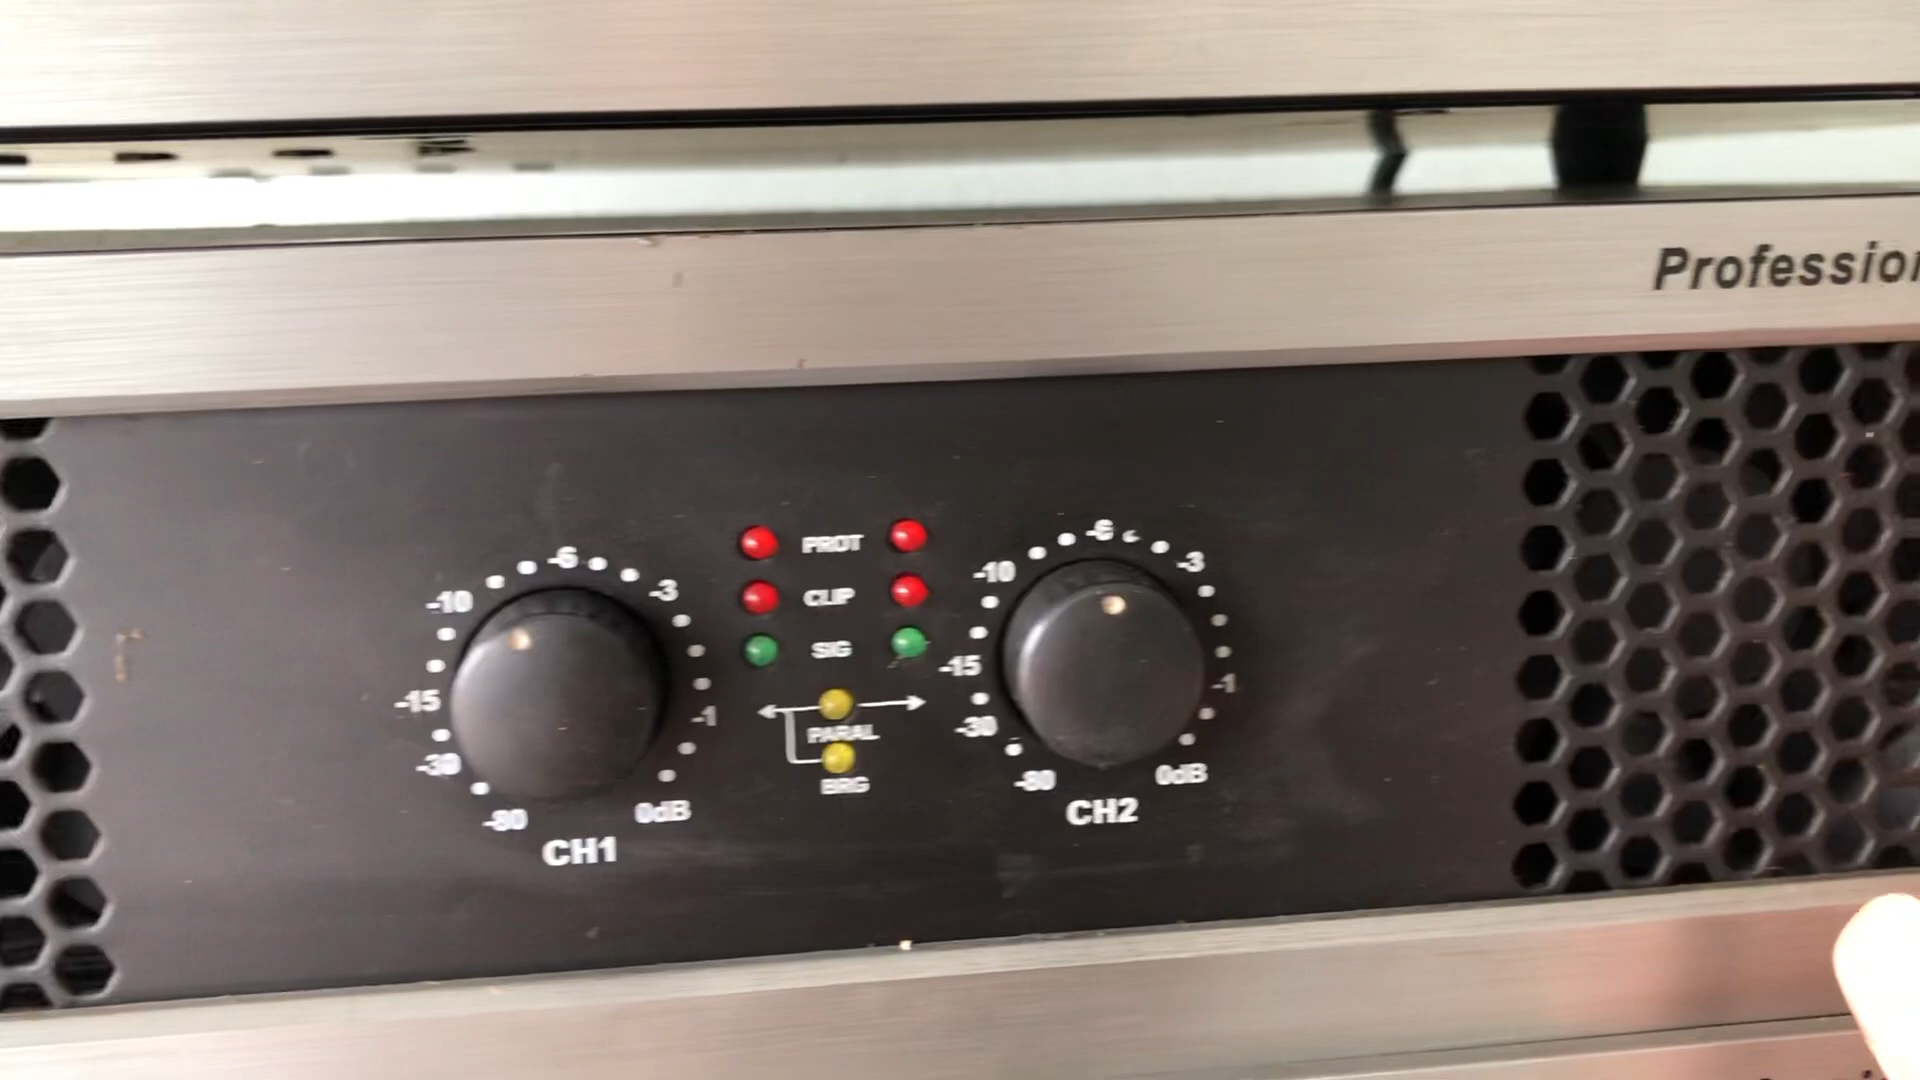 Profession
-6
-3
-10
-15
-1
-30
-80
0dB
CH1
PROT
CLIP
SIG
PARAL
BRG
-6
-3
-10
-15
-1
-30
-80
0dB
CH2